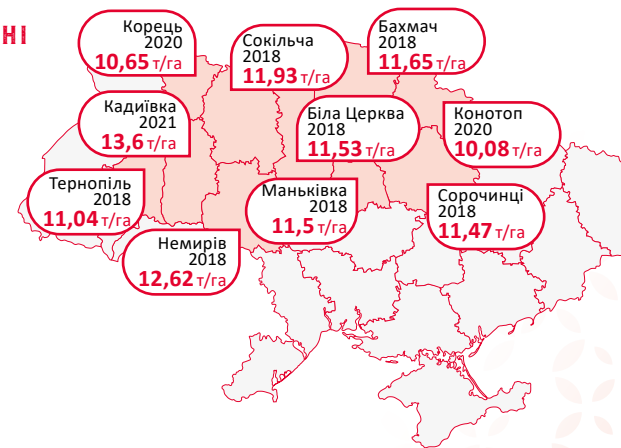 НІ
Корець
2020
10,65 т/га
Сокільча
2018
11,93 т/га
Бахмач
2018
11,65 т/га
Кадиївка
2021
13,6 т/га
Біла Церква
2018
11,53 т/га
Конотоп
2020
10,08 т/га
Тернопіль
2018
11,04 т/га
Маньківка
2018
11,5 т/га
Сорочинці
2018
11,47 т/га
Немирів
2018
12,62 т/га